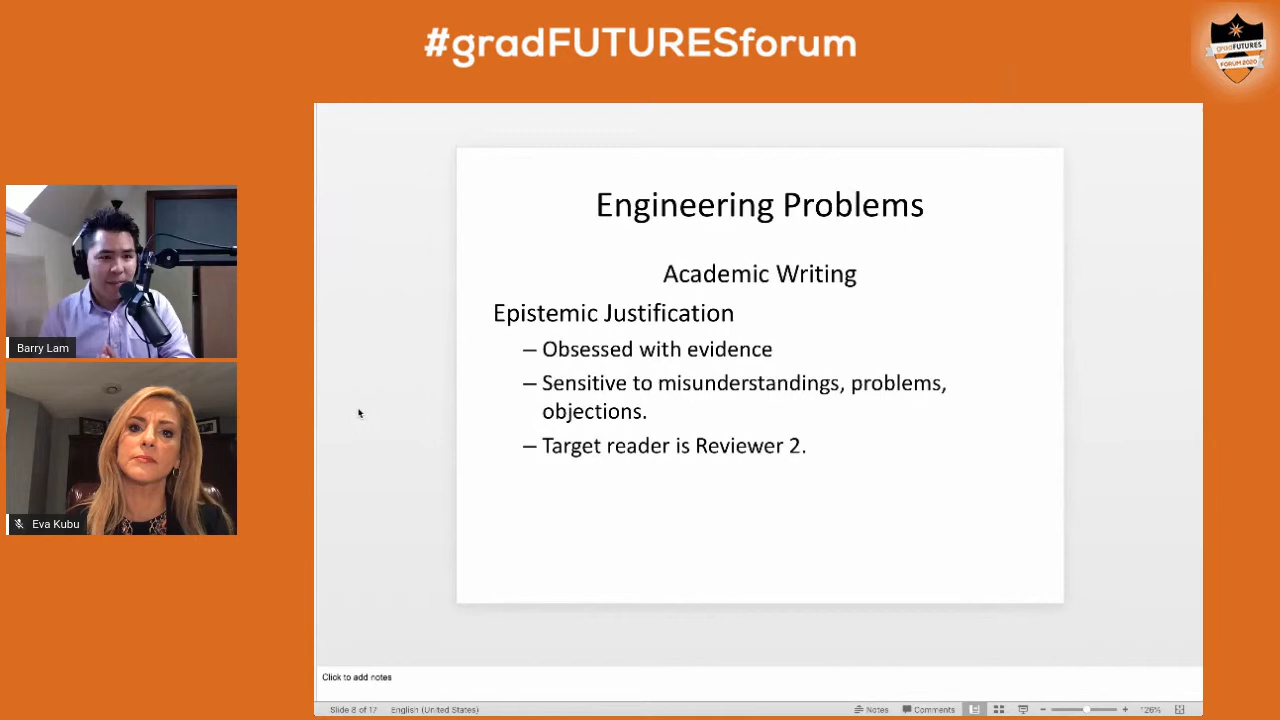 #gradFUTURESforum
gradFUTURES
FORUM 2020
Engineering Problems
Academic Writing
Epistemic Justification
– Obsessed with evidence
– Sensitive to misunderstandings, problems,
objections.
– Target reader is Reviewer 2.
Barry Lam
Eva Kubu
Click to add notes
Slide 8 of 17 English (United States) Notes Comments 126%